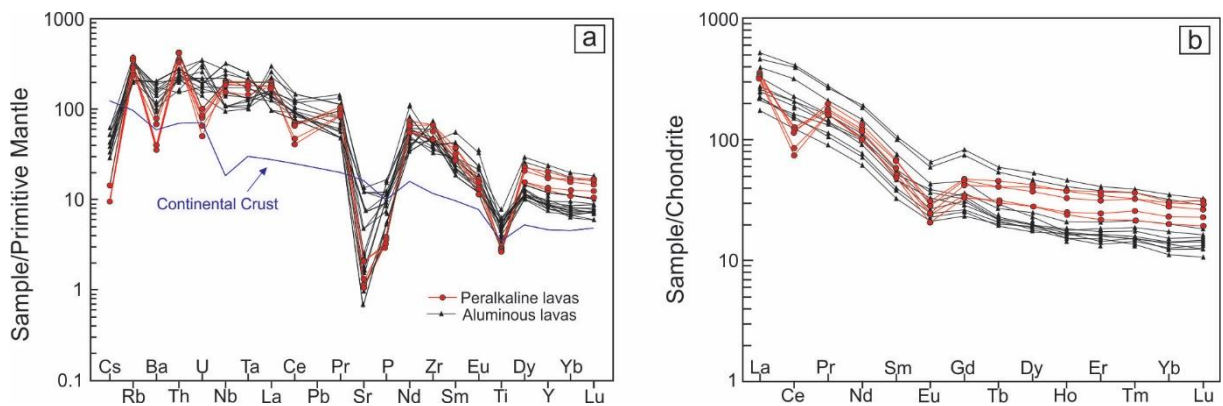 a
Sample/Primitive Mantle
1000
100
10
1
0.1
Continental Crust
Peralkaline lavas
Aluminous lavas
Cs Ba U Ta Ce Pr P Zr Eu Dy Yb
Rb Th Nb La Pb Sr Nd Sm Ti Y Lu
b
Sample/Chondrite
1000
100
10
1
La Pr Sm Gd Dy Er Yb
Ce Nd Eu Tb Ho Tm Lu